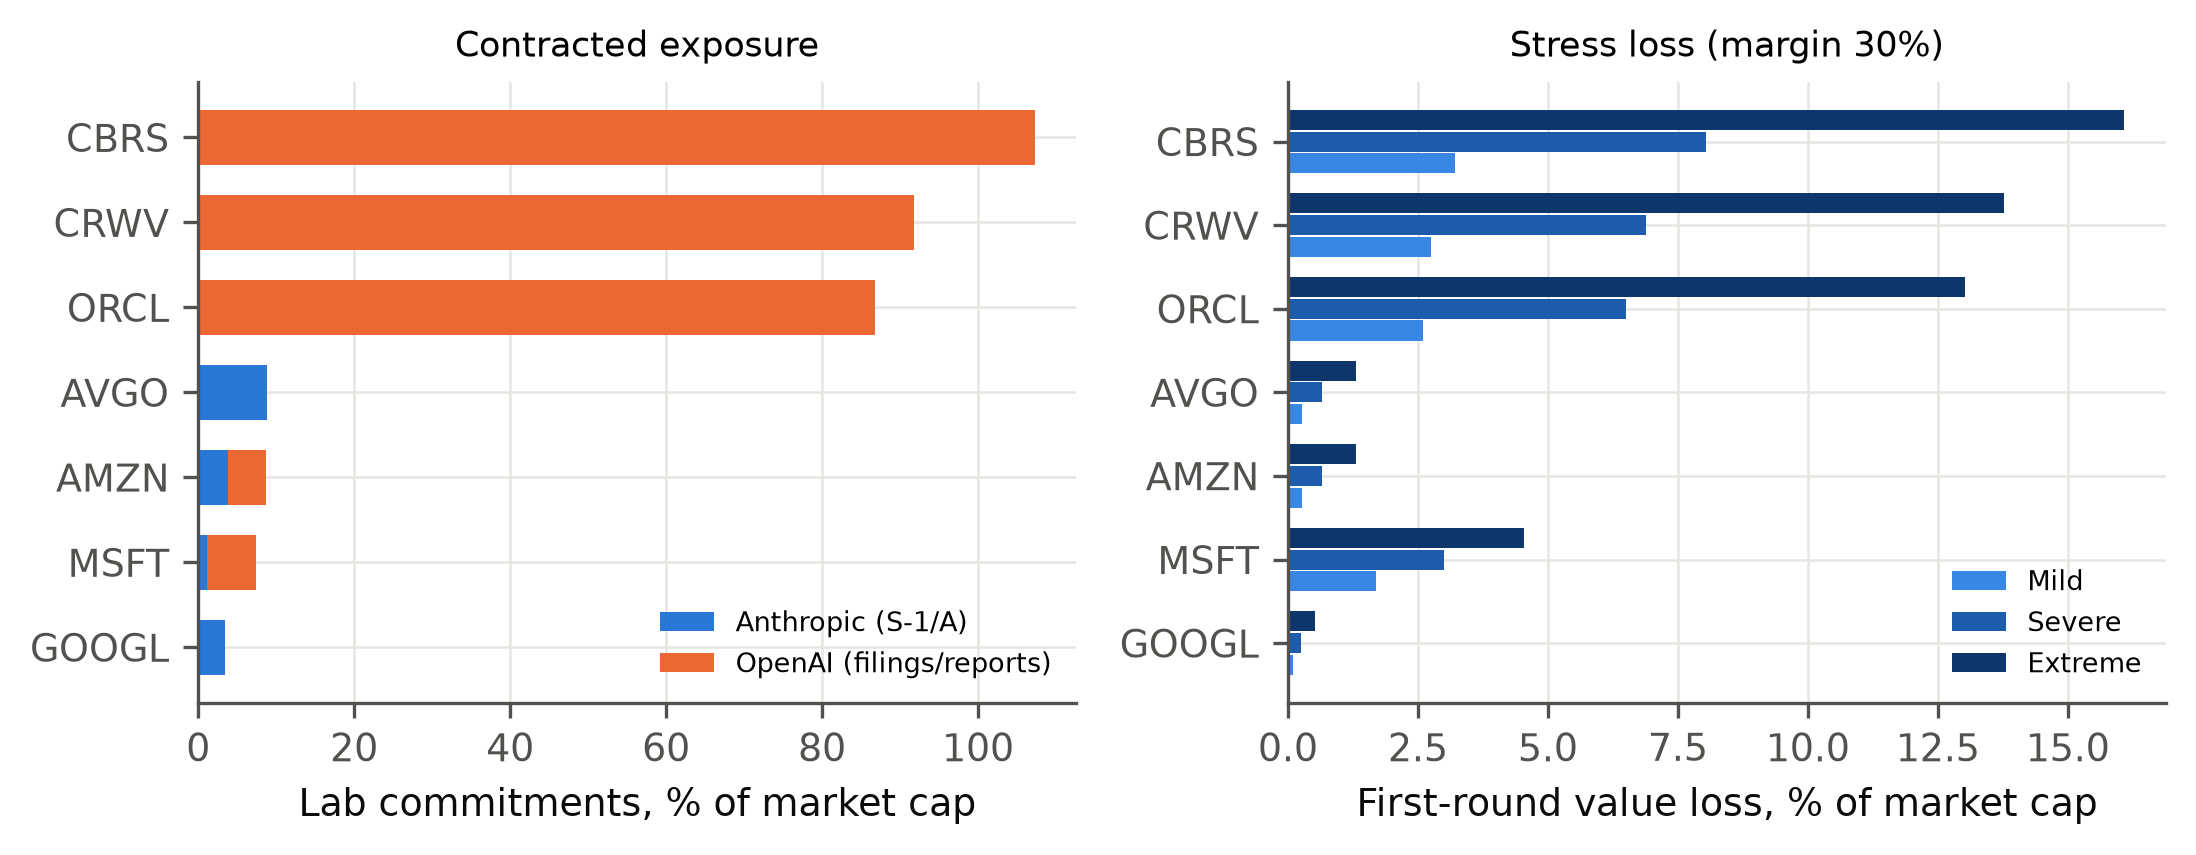 Contracted exposure
CBRS
CRWV
ORCL
AVGO
AMZN
MSFT
GOOGL
Anthropic (S-1/A)
OpenAI (filings/reports)
0 20 40 60 80 100
Lab commitments, % of market cap
Stress loss (margin 30%)
CBRS
CRWV
ORCL
AVGO
AMZN
MSFT
GOOGL
Mild
Severe
Extreme
0.0 2.5 5.0 7.5 10.0 12.5 15.0
First-round value loss, % of market cap